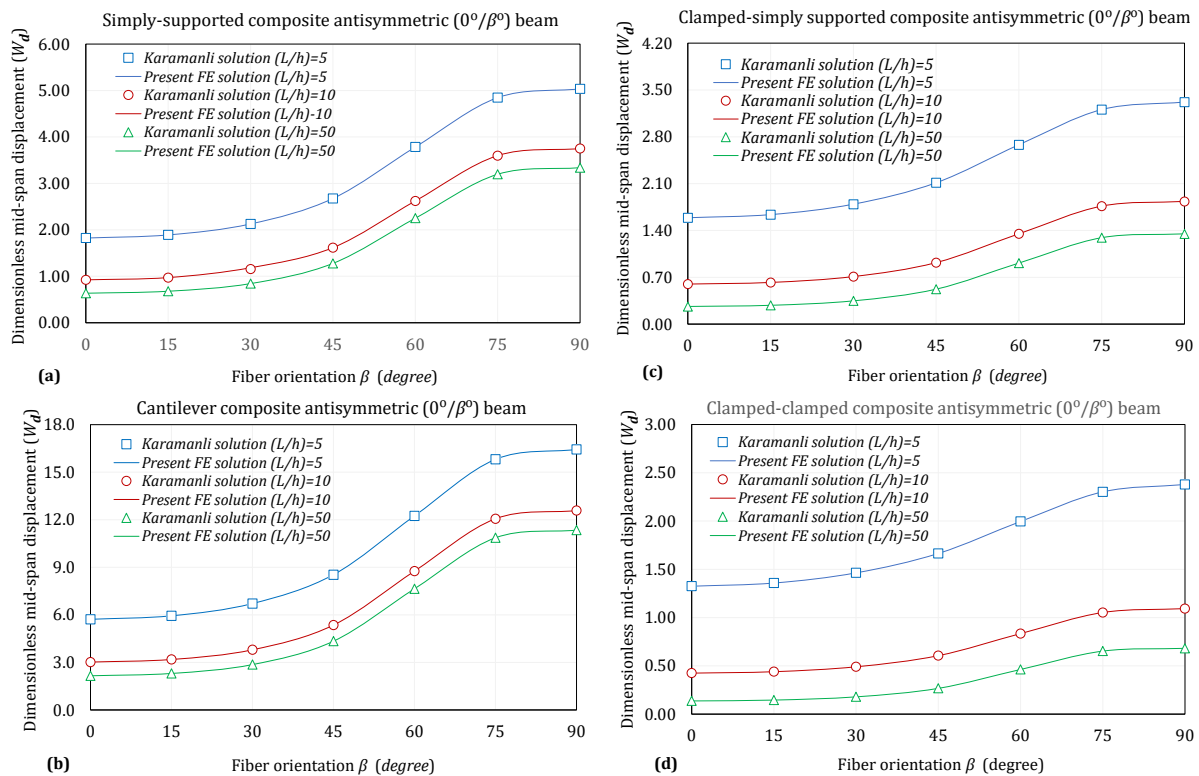 Simply-supported composite antisymmetric (0º/βº) beam
Dimensionless mid-span displacement (Wd)
6.00
5.00
4.00
3.00
2.00
1.00
0.00
Karamanli solution (L/h)=5
Present FE solution (L/h)=5
Karamanli solution (L/h)=10
Present FE solution (L/h)-10
Karamanli solution (L/h)=50
Present FE solution (L/h)=50
0 15 30 45 60 75 90
(a)
Fiber orientation β (degree)
Cantilever composite antisymmetric (0º/βº) beam
Dimensionless mid-span displacement (Wd)
18.0
15.0
12.0
9.0
6.0
3.0
0.0
Karamanli solution (L/h)=5
Present FE solution (L/h)=5
Karamanli solution (L/h)=10
Present FE solution (L/h)=10
Karamanli solution (L/h)=50
Present FE solution (L/h)=50
0 15 30 45 60 75 90
(b)
Fiber orientation β (degree)
Clamped-simply supported composite antisymmetric (0º/βº) beam
Dimensionless mid-span displacement (Wd)
4.20
3.50
2.80
2.10
1.40
0.70
0.00
Karamanli solution (L/h)=5
Present FE solution (L/h)=5
Karamanli solution (L/h)=10
Present FE solution (L/h)=10
Karamanli solution (L/h)=50
Present FE solution (L/h)=50
0 15 30 45 60 75 90
(c)
Fiber orientation β (degree)
Clamped-clamped composite antisymmetric (0º/βº) beam
Dimensionless mid-span displacement (Wd)
3.00
2.50
2.00
1.50
1.00
0.50
0.00
Karamanli solution (L/h)=5
Present FE solution (L/h)=5
Karamanli solution (L/h)=10
Present FE solution (L/h)=10
Karamanli solution (L/h)=50
Present FE solution (L/h)=50
0 15 30 45 60 75 90
(d)
Fiber orientation β (degree)